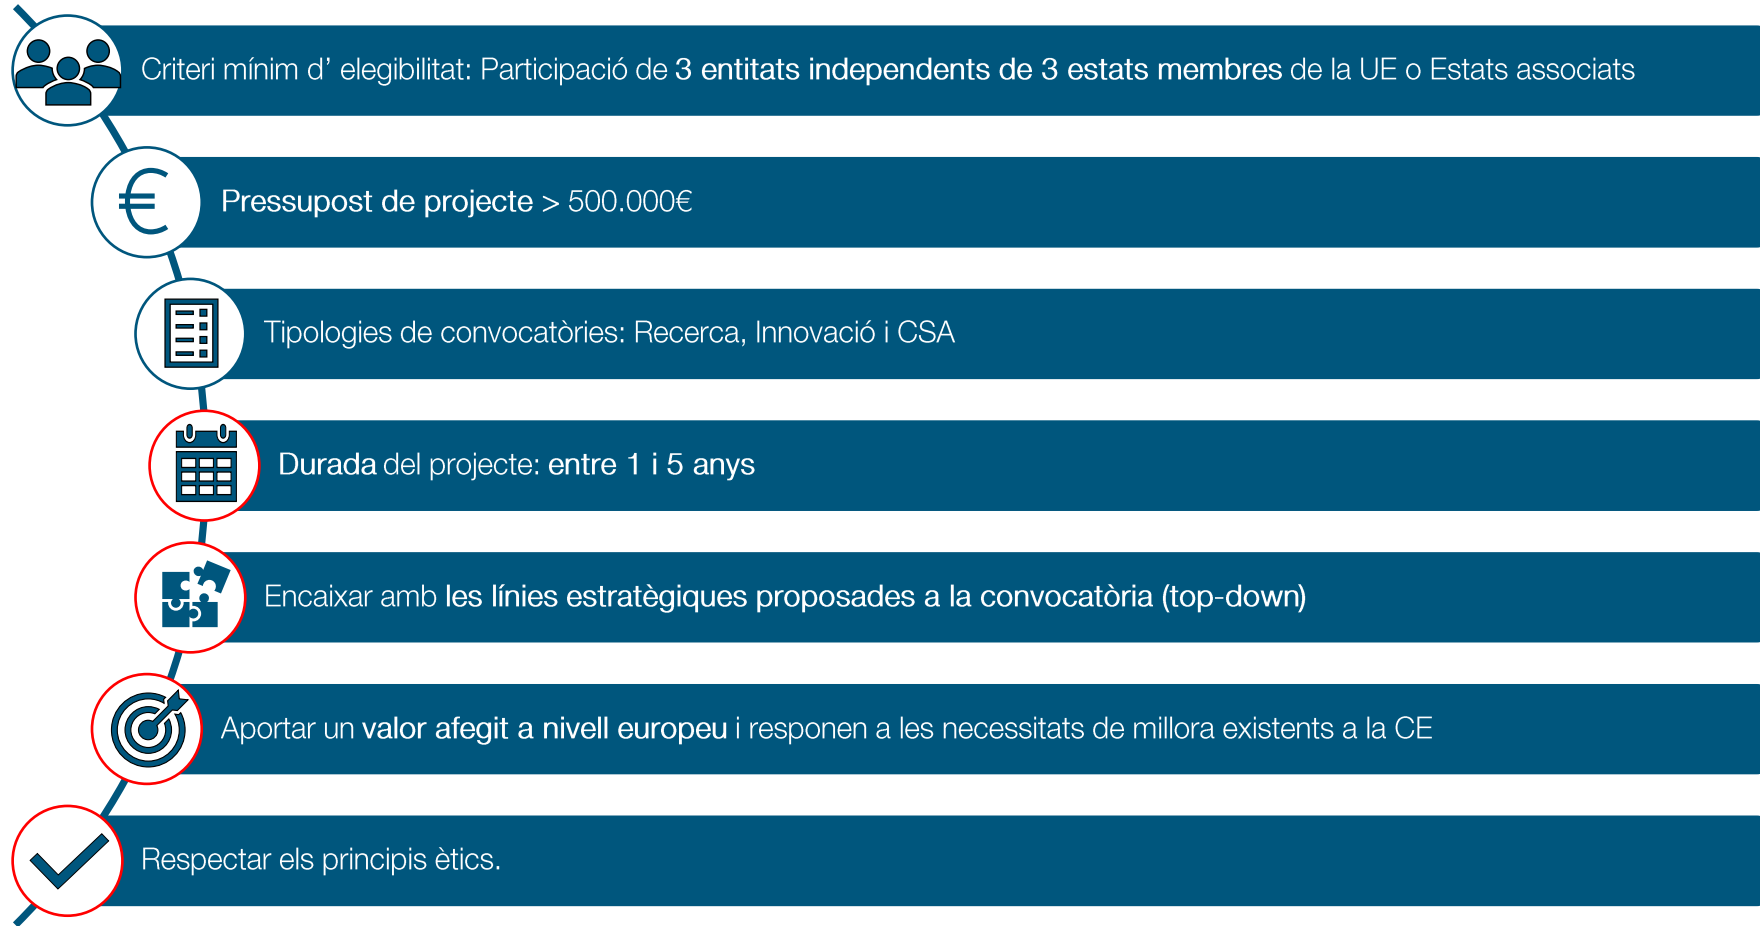 Criteri mínim d’ elegibilitat: Participació de 3 entitats independents de 3 estats membres de la UE o Estats associats
€
Pressupost de projecte > 500.000€
Tipologies de convocatòries: Recerca, Innovació i CSA
Durada del projecte: entre 1 i 5 anys
Encaixar amb les línies estratègiques proposades a la convocatòria (top-down)
Aportar un valor afegit a nivell europeu i responen a les necessitats de millora existents a la CE
Respectar els principis ètics.